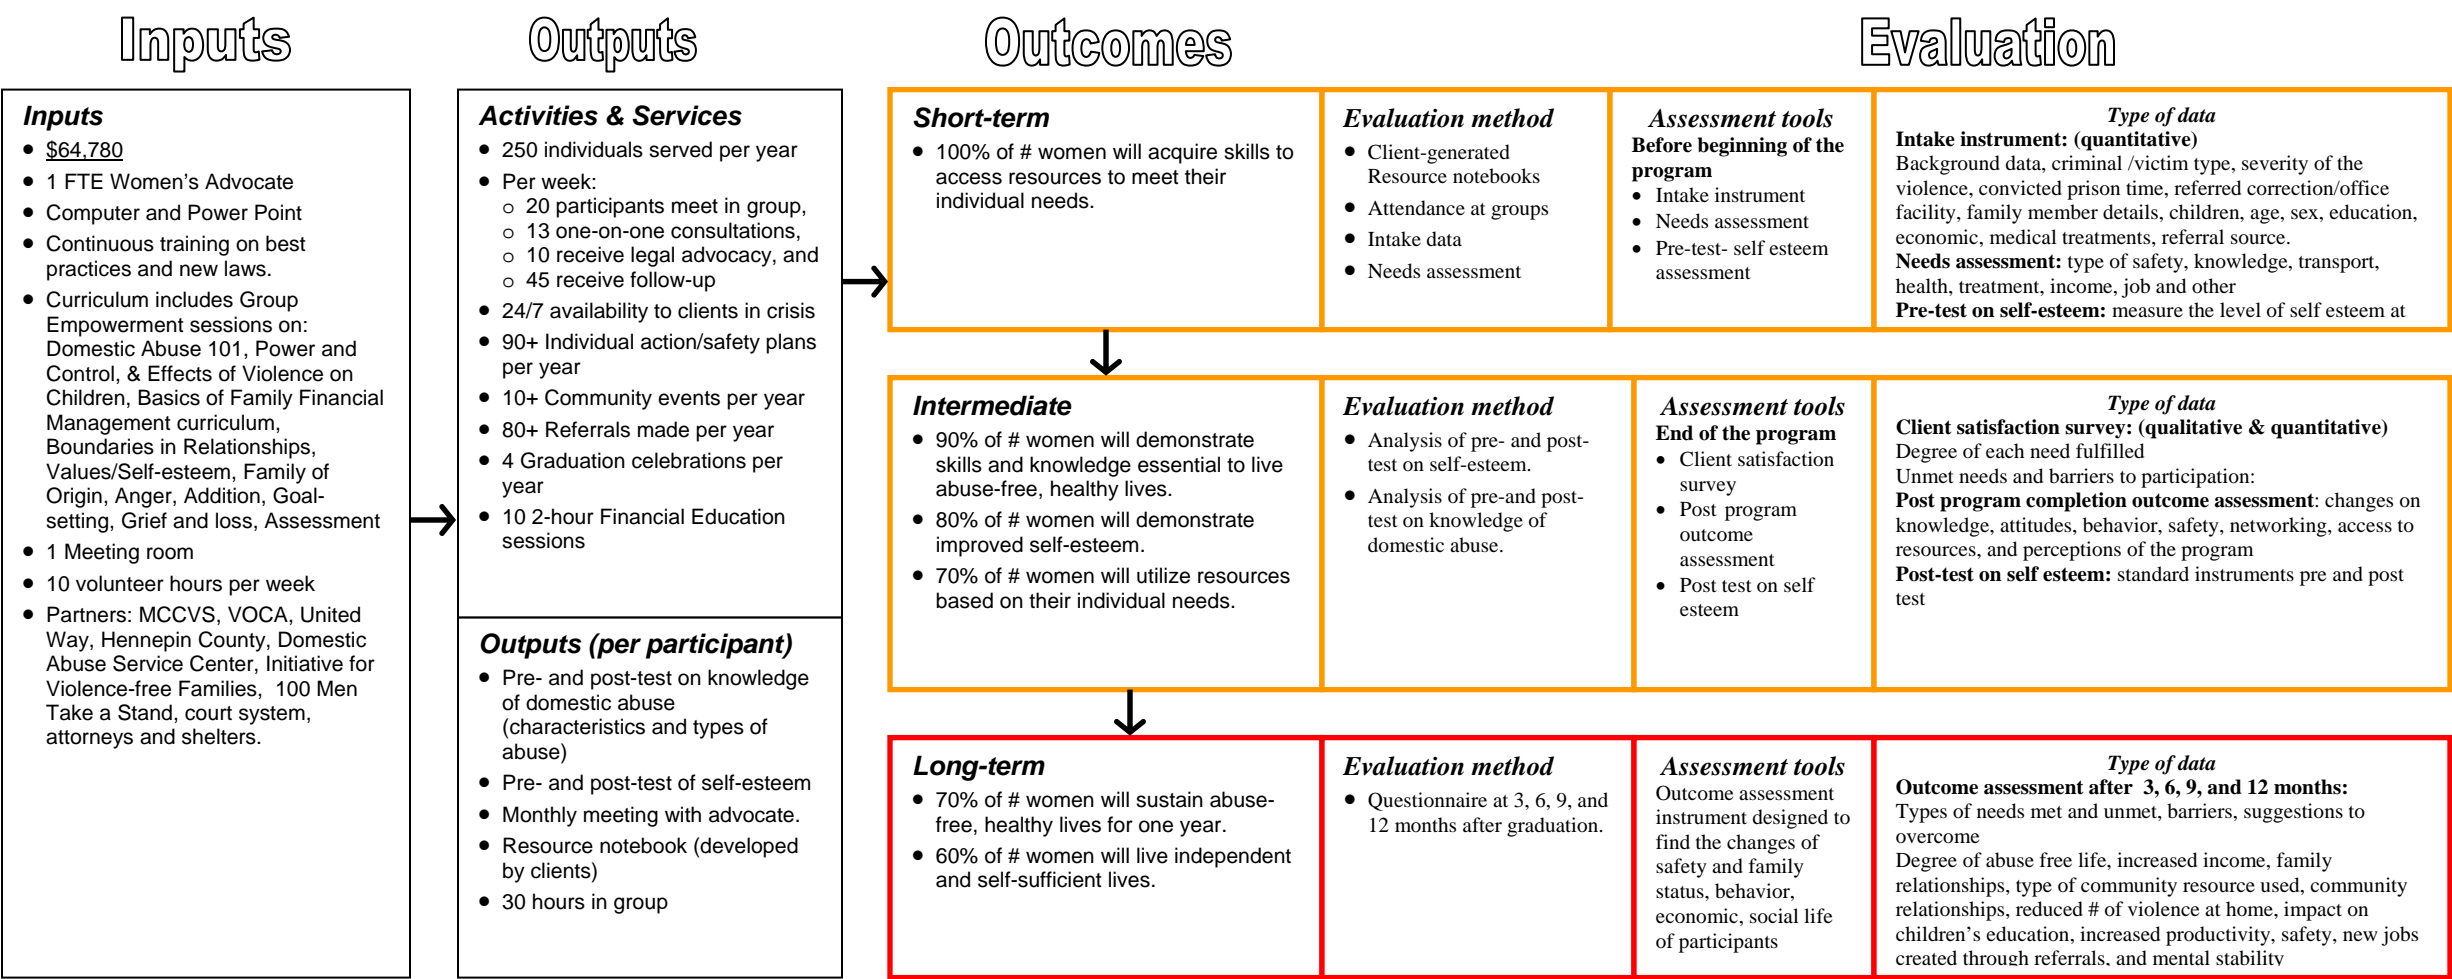 Inputs
Outputs
Outcomes
Evaluation
Inputs
• $64,780
• 1 FTE Women’s Advocate
• Computer and Power Point
• Continuous training on best
practices and new laws.
• Curriculum includes Group
Empowerment sessions on:
Domestic Abuse 101, Power and
Control, & Effects of Violence on
Children, Basics of Family Financial
Management curriculum,
Boundaries in Relationships,
Values/Self-esteem, Family of
Origin, Anger, Addition, Goal-
setting, Grief and loss, Assessment
• 1 Meeting room
• 10 volunteer hours per week
• Partners: MCCVS, VOCA, United
Way, Hennepin County, Domestic
Abuse Service Center, Initiative for
Violence-free Families, 100 Men
Take a Stand, court system,
attorneys and shelters.
Activities & Services
• 250 individuals served per year
• Per week:
o 20 participants meet in group,
o 13 one-on-one consultations,
o 10 receive legal advocacy, and
o 45 receive follow-up
• 24/7 availability to clients in crisis
• 90+ Individual action/safety plans
per year
• 10+ Community events per year
• 80+ Referrals made per year
• 4 Graduation celebrations per
year
• 10 2-hour Financial Education
sessions
Outputs (per participant)
• Pre- and post-test on knowledge
of domestic abuse
(characteristics and types of
abuse)
• Pre- and post-test of self-esteem
• Monthly meeting with advocate.
• Resource notebook (developed
by clients)
• 30 hours in group
Short-term
• 100% of # women will acquire skills to
access resources to meet their
individual needs.
Evaluation method
• Client-generated
Resource notebooks
• Attendance at groups
• Intake data
• Needs assessment
Assessment tools
Before beginning of the
program
• Intake instrument
• Needs assessment
• Pre-test- self esteem
assessment
Type of data
Intake instrument: (quantitative)
Background data, criminal /victim type, severity of the
violence, convicted prison time, referred correction/office
facility, family member details, children, age, sex, education,
economic, medical treatments, referral source.
Needs assessment: type of safety, knowledge, transport,
health, treatment, income, job and other
Pre-test on self-esteem: measure the level of self esteem at
Intermediate
• 90% of # women will demonstrate
skills and knowledge essential to live
abuse-free, healthy lives.
• 80% of # women will demonstrate
improved self-esteem.
• 70% of # women will utilize resources
based on their individual needs.
Evaluation method
• Analysis of pre- and post-
test on self-esteem.
• Analysis of pre-and post-
test on knowledge of
domestic abuse.
Assessment tools
End of the program
• Client satisfaction
survey
• Post program
outcome
assessment
• Post test on self
esteem
Type of data
Client satisfaction survey: (qualitative & quantitative)
Degree of each need fulfilled
Unmet needs and barriers to participation:
Post program completion outcome assessment: changes on
knowledge, attitudes, behavior, safety, networking, access to
resources, and perceptions of the program
Post-test on self esteem: standard instruments pre and post
test
Long-term
• 70% of # women will sustain abuse-
free, healthy lives for one year.
• 60% of # women will live independent
and self-sufficient lives.
Evaluation method
• Questionnaire at 3, 6, 9, and
12 months after graduation.
Assessment tools
Outcome assessment
instrument designed to
find the changes of
safety and family
status, behavior,
economic, social life
of participants
Type of data
Outcome assessment after 3, 6, 9, and 12 months:
Types of needs met and unmet, barriers, suggestions to
overcome
Degree of abuse free life, increased income, family
relationships, type of community resource used, community
relationships, reduced # of violence at home, impact on
children’s education, increased productivity, safety, new jobs
created through referrals, and mental stability